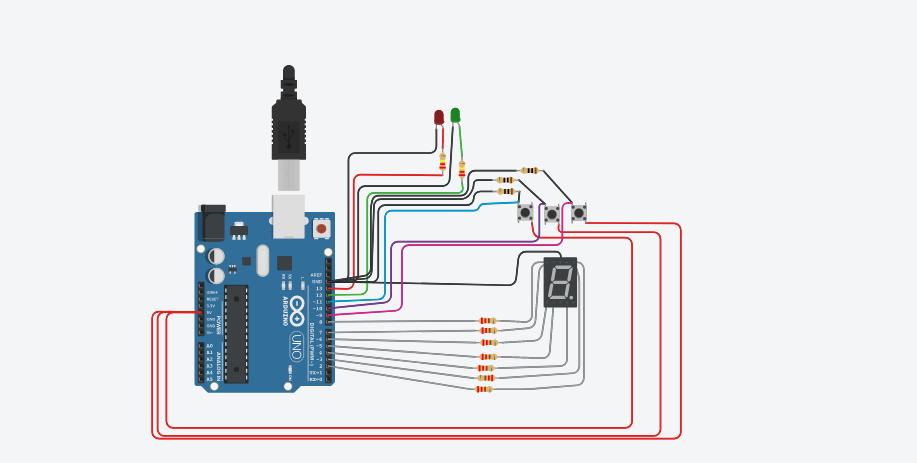 AREF
GND
13
12
~11
~10
~9
8
7
~6
~5
4
~3
2
TX→1
RX←0
DIGITAL (PWM~)
ARDUINO
UNO
TX
RX
L
ON
RESET
3.3V
5V
GND
GND
POWER
A0
A1
A2
A3
A4
A5
ANALOG IN